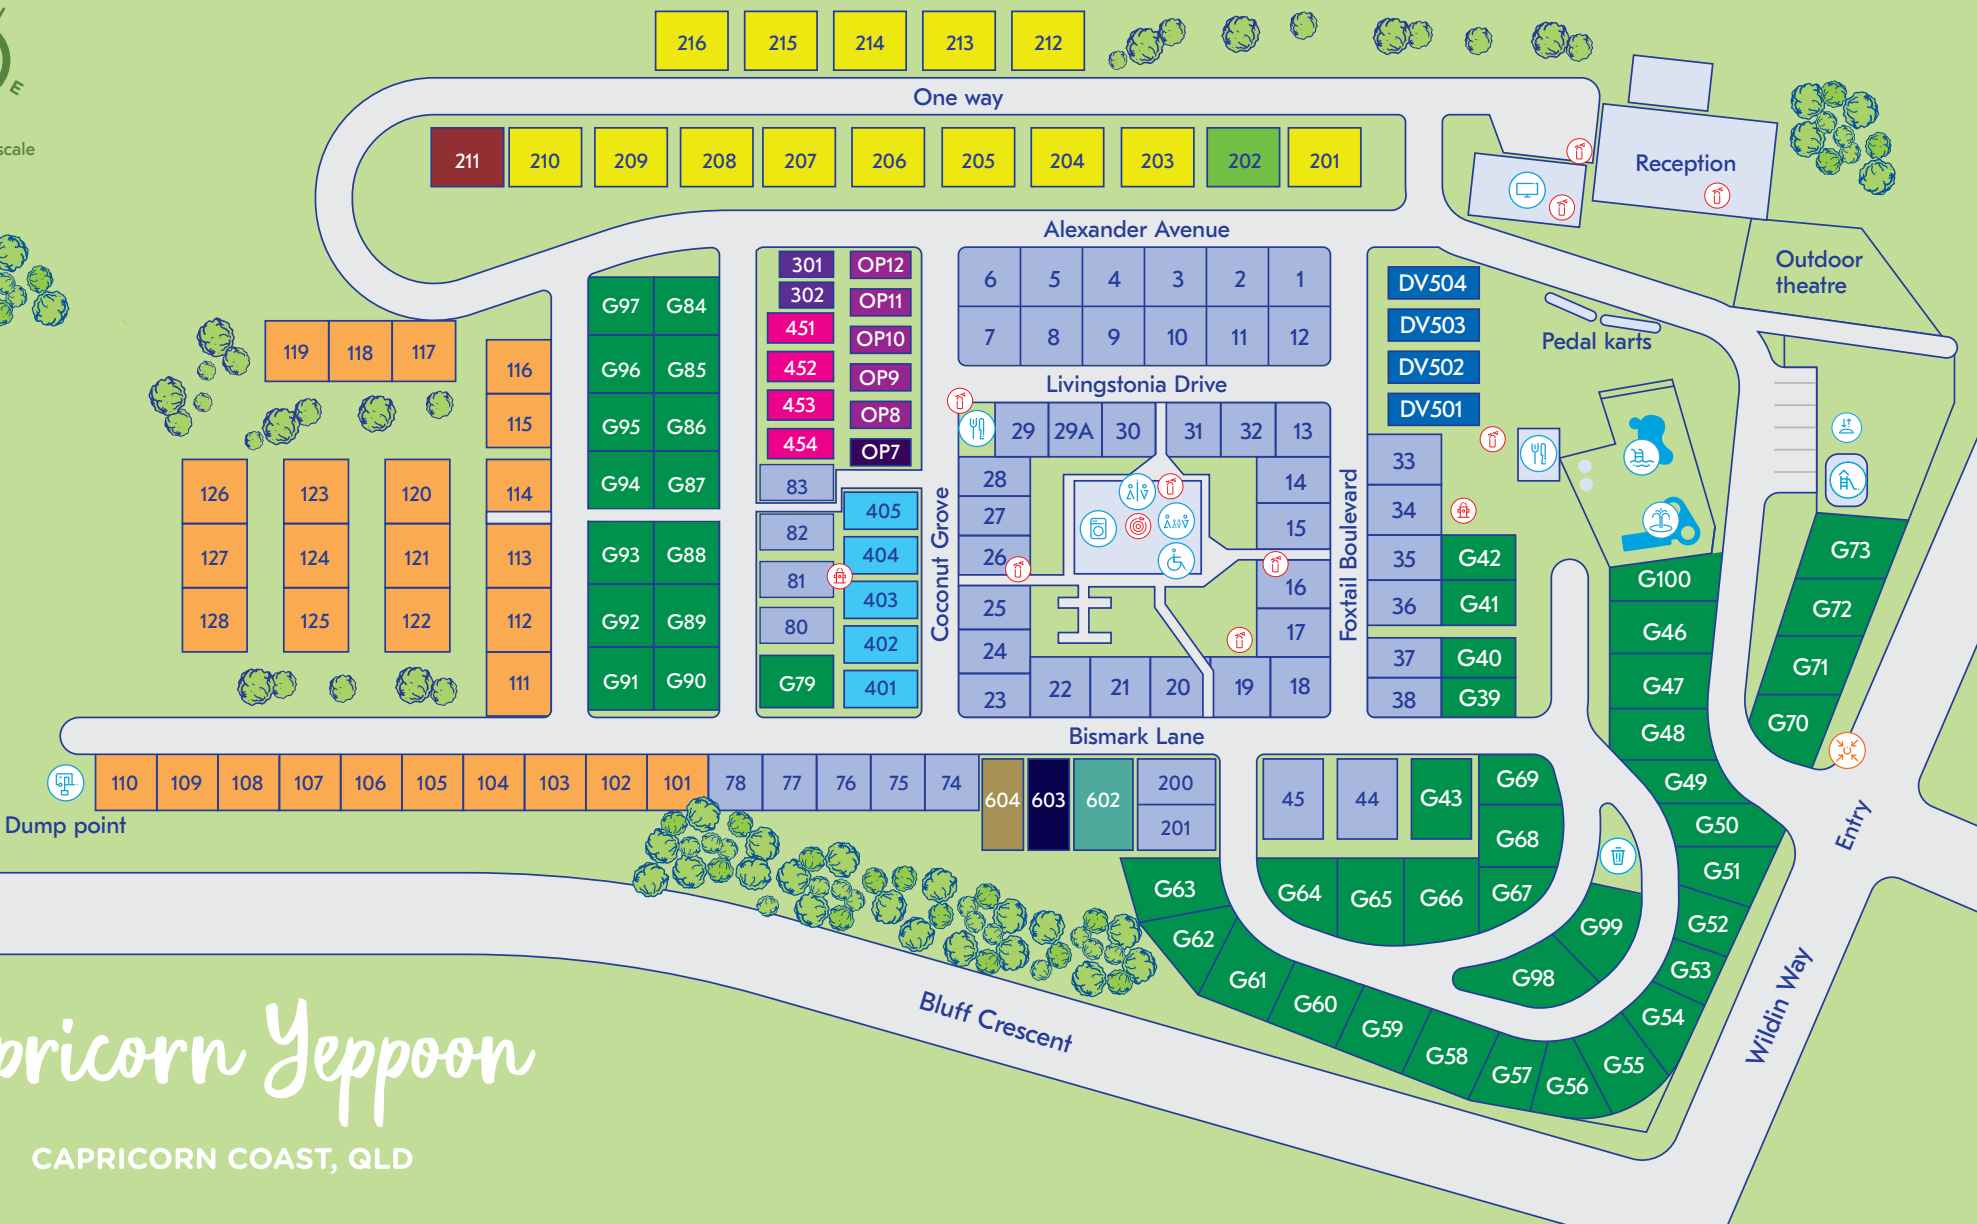 E
scale
216 215 214 213 212
One way
211 210 209 208 207 206 205 204 203 202 201
Reception
Alexander Avenue
Outdoor
theatre
Pedal karts
301 OP12
302 OP11
451 OP10
452 OP9
453 OP8
454 OP7
83
82
81
80
G79
405
404
403
402
401
G97 G84
G96 G85
G95 G86
G94 G87
G93 G88
G92 G89
G91 G90
119 118 117
116
115
114
113
112
111
126 123 120
127 124 121
128 125 122
6 5 4 3 2 1
7 8 9 10 11 12
Livingstonia Drive
29 29A 30 31 32 13
28 14
27 15
26
25 16
24 17
23 22 21 20 19 18
Coconut Grove
Foxtail Boulevard
DV504
DV503
DV502
DV501
33
34
35 G42
36 G41
37 G40
38 G39
G100
G46
G47
G48
G49
G50
G51
G52
G53
G54
G55
G56
G57
G58
G59
G60
G61
G62
G63
G73
G72
G71
G70
Bismark Lane
110 109 108 107 106 105 104 103 102 101 78 77 76 75 74
604 603 602
200
201
45 44 G43
G69
G68
G67
G64 G65 G66
G99
G98
Dump point
Entry
Wildin Way
Bluff Crescent
pricorn Yeppoon
CAPRICORN COAST, QLD